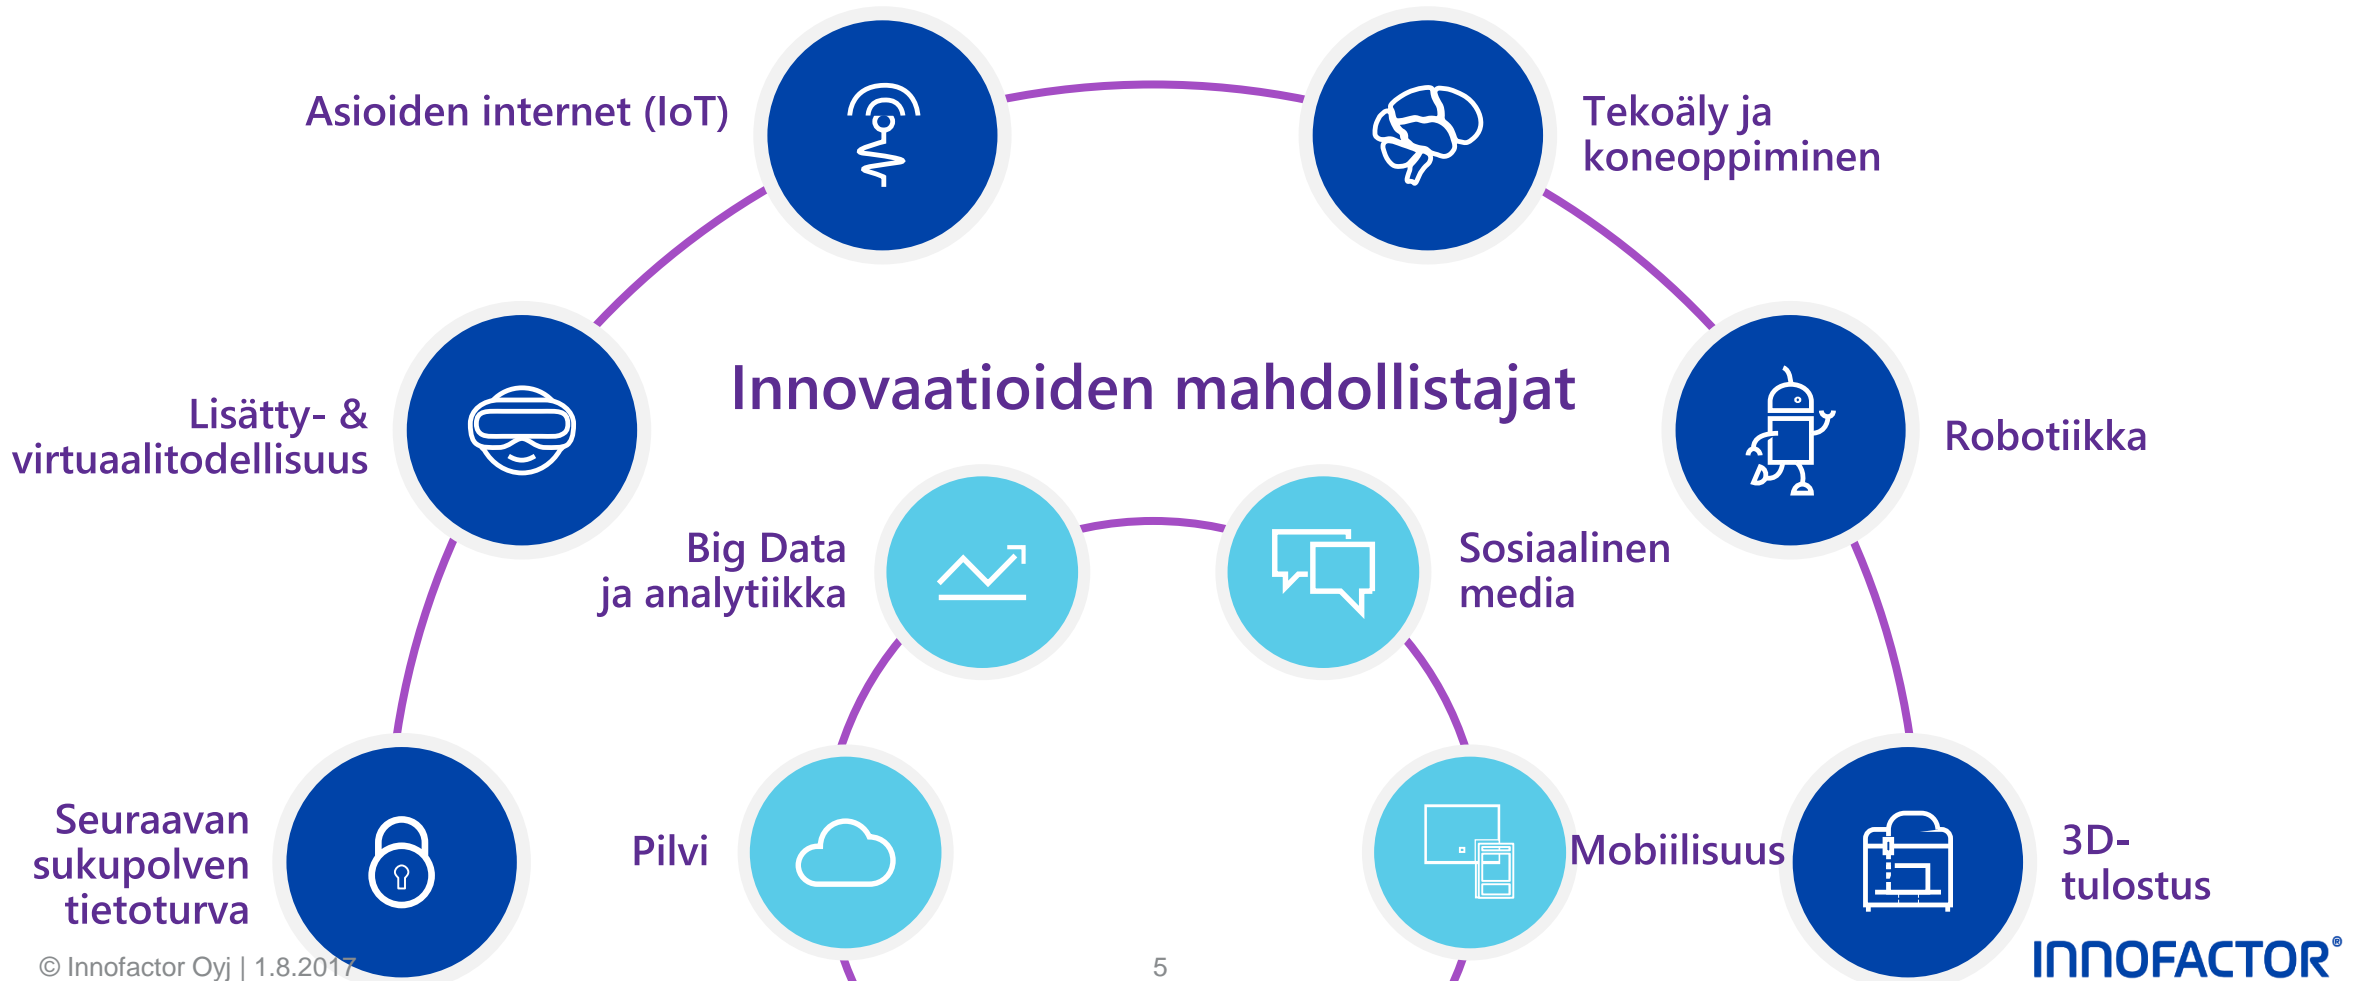 Asioiden internet (IoT)
Tekoäly ja
koneoppiminen
Innovaatioiden mahdollistajat
Lisätty- &
virtuaalitodellisuus
Robotiikka
Big Data
ja analytiikka
Sosiaalinen
media
Seuraavan
sukupolven
tietoturva
Pilvi
Mobiilisuus
3D-
tulostus
© Innofactor Oyj | 1.8.2017
5
INNOFACTOR®